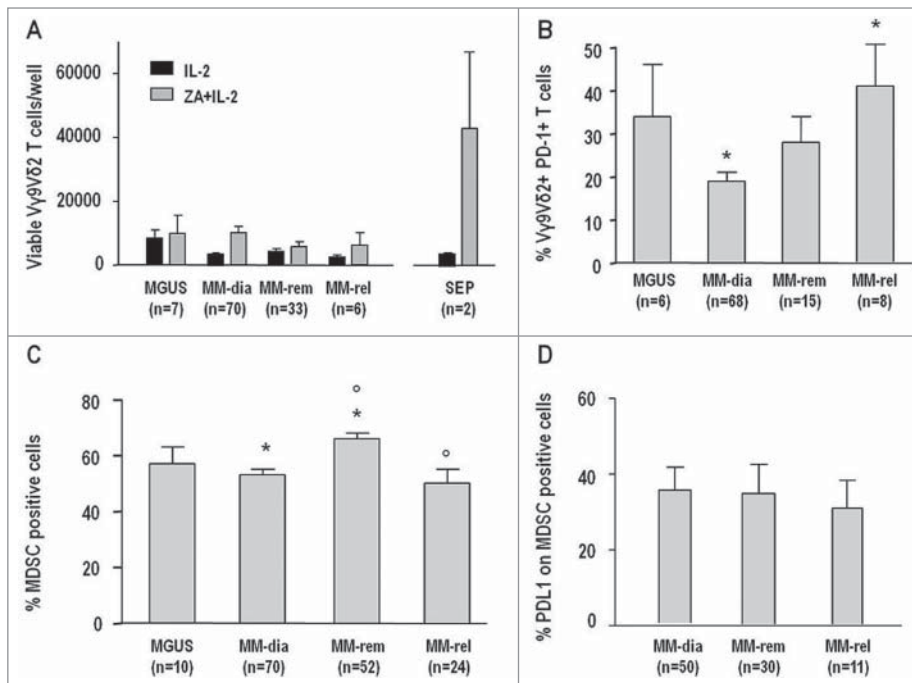 A
Viable Vγ9Vδ2 T cells/well
60000
40000
20000
0
IL-2
ZA+IL-2
MGUS MM-dia MM-rem MM-rel SEP
(n=7) (n=70) (n=33) (n=6) (n=2)
B
% Vγ9Vδ2+ PD-1+ T cells
50
40
30
20
10
0
*
*
MGUS MM-dia MM-rem MM-rel
(n=6) (n=68) (n=15) (n=8)
C
% MDSC positive cells
80
60
40
20
0
°
* * °
MGUS MM-dia MM-rem MM-rel
(n=10) (n=70) (n=52) (n=24)
D
% PDL1 on MDSC positive cells
60
40
20
0
MM-dia MM-rem MM-rel
(n=50) (n=30) (n=11)